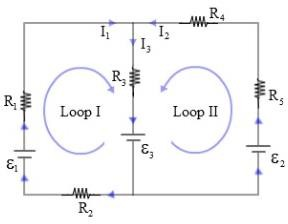 R₄
I₁
I₂
I₃
R₃
R₁
Loop I
Loop II
R₅
ε₁
ε₃
ε₂
R₂